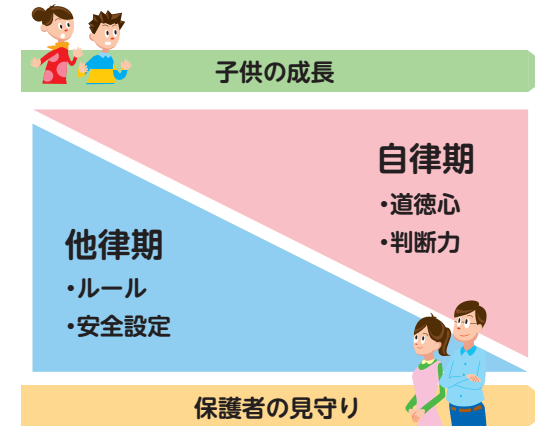 子供の成長
自律期
・道徳心
・判断力
他律期
・ルール
・安全設定
保護者の見守り